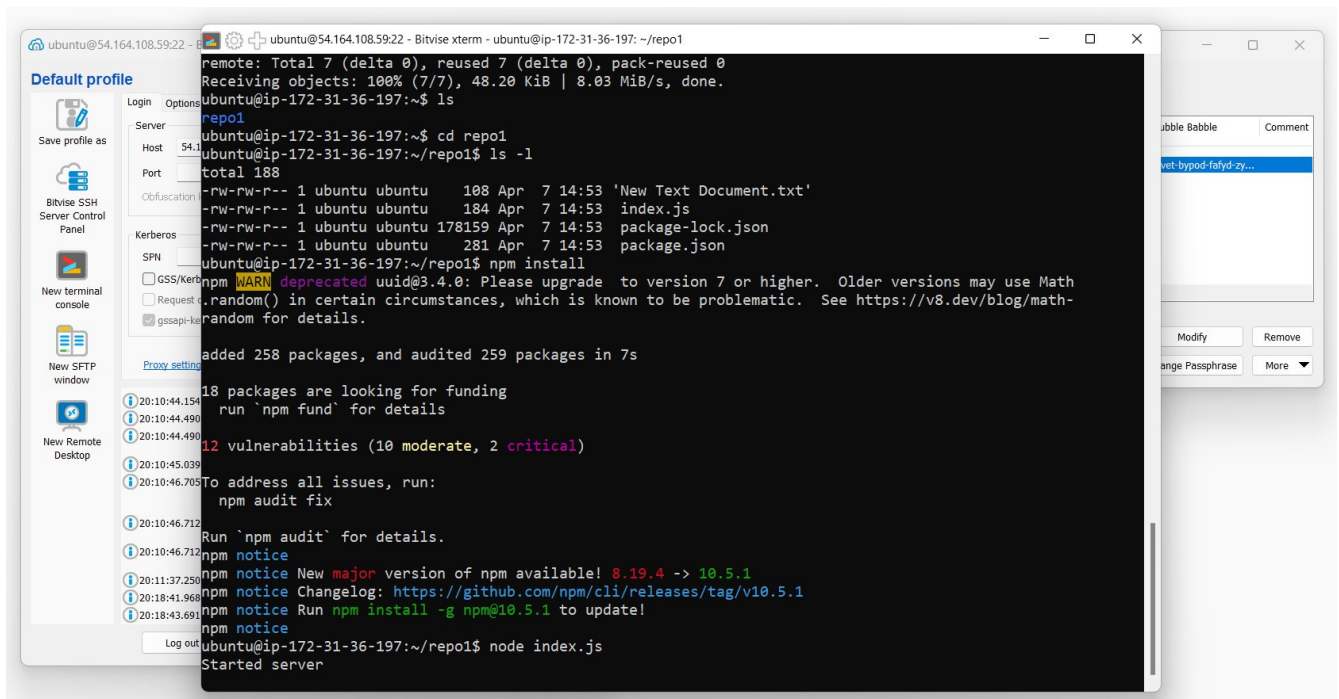 ubuntu@54.164.108.59:22 -
Default profile
Save profile as
Bitvise SSH
Server Control
Panel
New terminal
console
New SFTP
window
New Remote
Desktop
Login Options
Server
Host 54.1
Port
Obfuscation
Kerberos
SPN
GSS/Kerb
Request
gssapi-ke
Proxy setting
20:10:44.154
20:10:44.490
20:10:44.490
20:10:45.039
20:10:46.705
20:10:46.712
20:10:46.712
20:11:37.250
20:18:41.968
20:18:43.691
Log out
ubuntu@54.164.108.59:22 - Bitvise xterm - ubuntu@ip-172-31-36-197: ~/repo1
remote: Total 7 (delta 0), reused 7 (delta 0), pack-reused 0
Receiving objects: 100% (7/7), 48.20 KiB | 8.03 MiB/s, done.
ubuntu@ip-172-31-36-197:~$ ls
repo1
ubuntu@ip-172-31-36-197:~$ cd repo1
ubuntu@ip-172-31-36-197:~/repo1$ ls -l
total 188
-rw-rw-r-- 1 ubuntu ubuntu    108 Apr  7 14:53 'New Text Document.txt'
-rw-rw-r-- 1 ubuntu ubuntu    184 Apr  7 14:53  index.js
-rw-rw-r-- 1 ubuntu ubuntu 178159 Apr  7 14:53  package-lock.json
-rw-rw-r-- 1 ubuntu ubuntu    281 Apr  7 14:53  package.json
ubuntu@ip-172-31-36-197:~/repo1$ npm install
npm WARN deprecated uuid@3.4.0: Please upgrade  to version 7 or higher.  Older versions may use Math
.random() in certain circumstances, which is known to be problematic.  See https://v8.dev/blog/math-
random for details.
added 258 packages, and audited 259 packages in 7s
18 packages are looking for funding
  run `npm fund` for details
12 vulnerabilities (10 moderate, 2 critical)
To address all issues, run:
  npm audit fix
Run `npm audit` for details.
npm notice
npm notice New major version of npm available! 8.19.4 -> 10.5.1
npm notice Changelog: https://github.com/npm/cli/releases/tag/v10.5.1
npm notice Run npm install -g npm@10.5.1 to update!
npm notice
ubuntu@ip-172-31-36-197:~/repo1$ node index.js
Started server
ubble Babble Comment
vet-bypod-fafyd-zy...
Modify Remove
ange Passphrase More